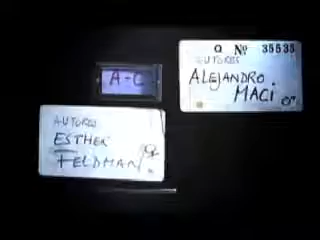 A-C
Q Nº 35535
AUTORES
ALEJANDRO
MACI
AUTORES
ESTHER
FELDMAN